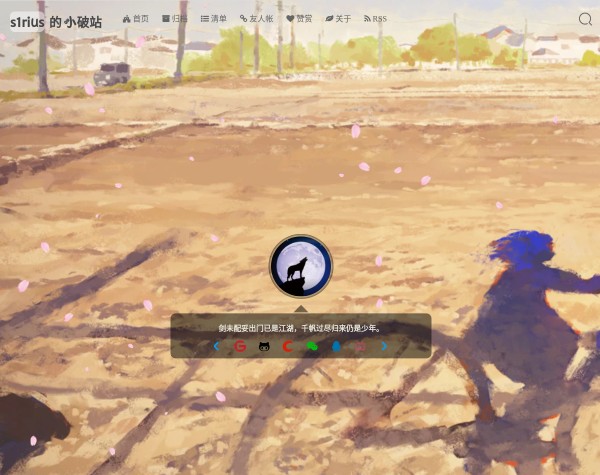 s1rius 的 小破站
首页 归档 清单 友人帐 赞赏 关于 RSS
剑未配妥出门已是江湖，千帆过尽归来仍是少年。